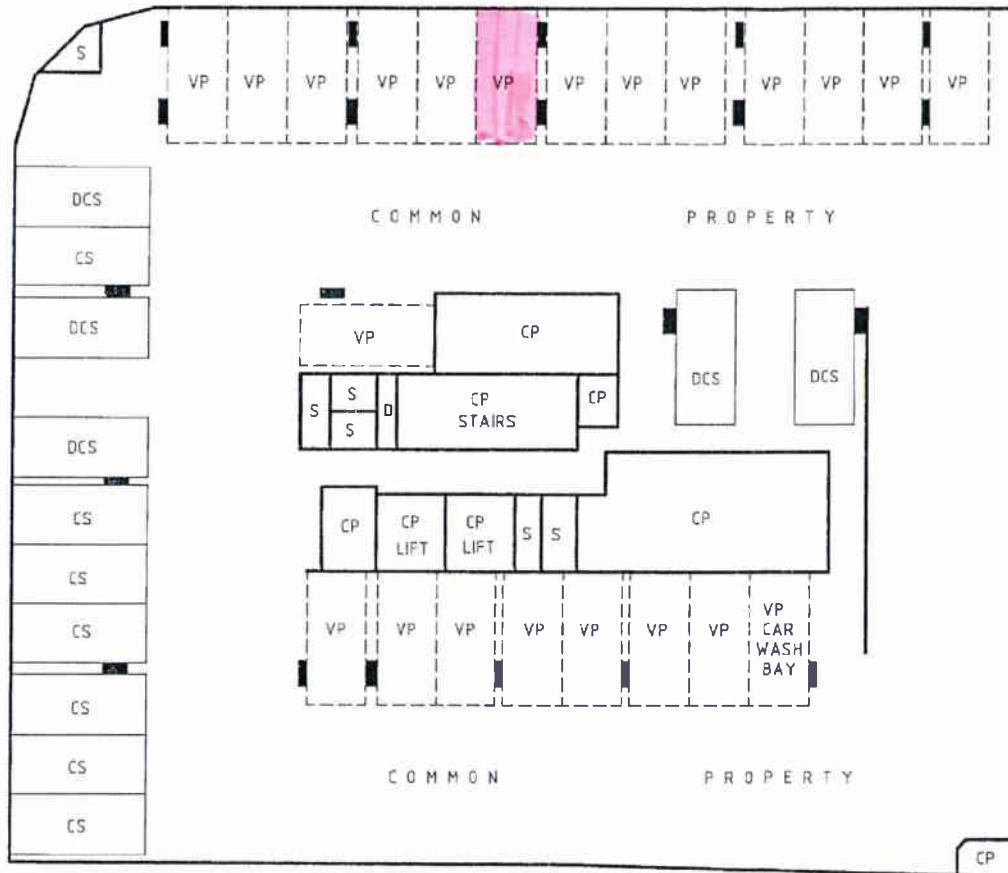 S
VP VP VP VP VP VP VP VP VP VP VP VP VP
DCS
COMMON PROPERTY
CS
DCS
VP CP
DCS DCS
S S D CP CP
S STAIRS
DCS
CS CP CP CP S S CP
LIFT LIFT
CS
CS VP VP VP VP VP VP VP VP
CAR
WASH
BAY
CS
CS
COMMON PROPERTY
CS
CP